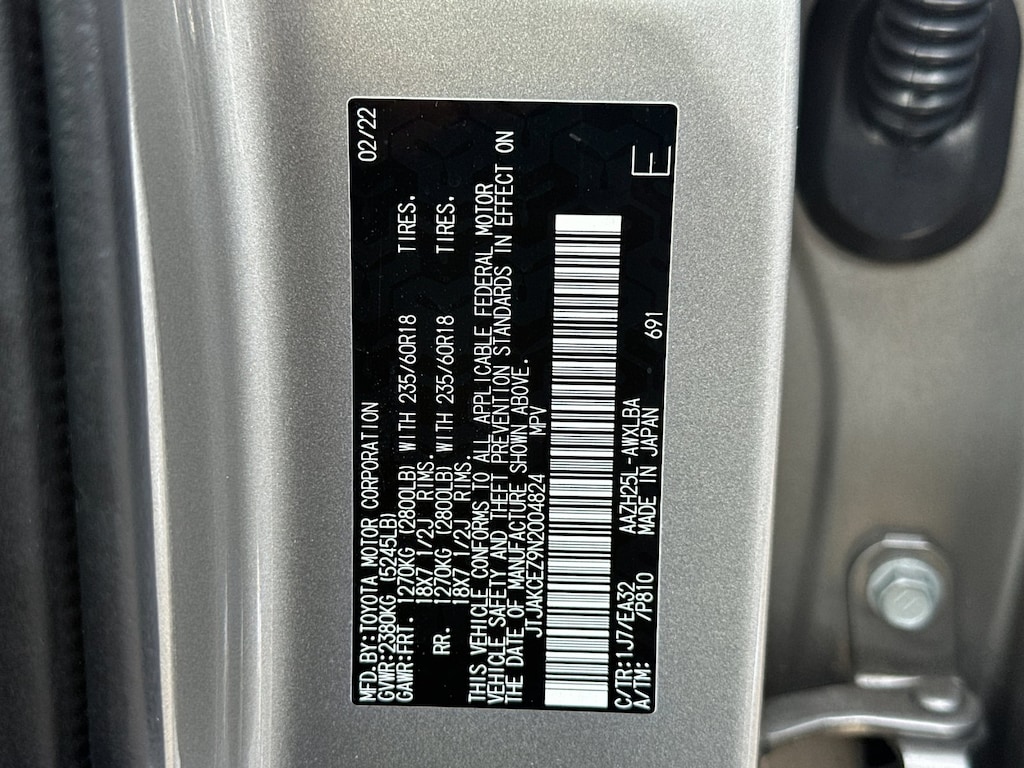 MFD.BY:TOYOTA MOTOR CORPORATION 02/22
GVWR:2380KG (5245LB)
GAWR:FRT. 1270KG (2800LB) WITH 235/60R18 TIRES.
18X7 1/2J RIMS.
RR. 1270KG (2800LB) WITH 235/60R18 TIRES.
18X7 1/2J RIMS.
THIS VEHICLE CONFORMS TO ALL APPLICABLE FEDERAL MOTOR
VEHICLE SAFETY AND THEFT PREVENTION STANDARDS IN EFFECT ON
THE DATE OF MANUFACTURE SHOWN ABOVE.
JTJAKCEZ9N2004824 MPV
C/TR:1J7/EA32 AAZH25L-AWXLBA
A/TM: /P810 MADE IN JAPAN 691 E